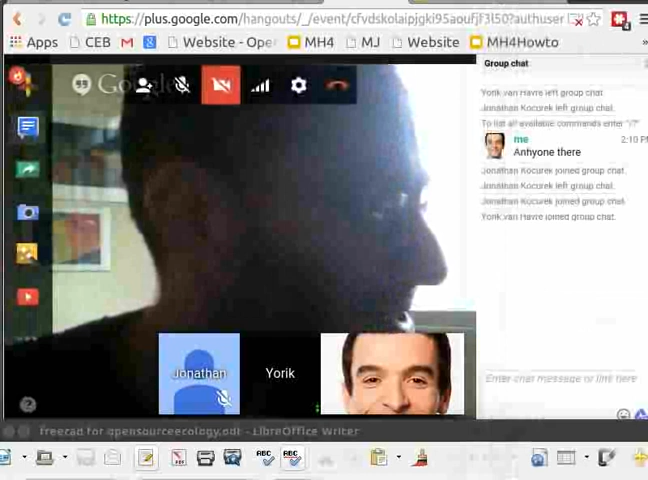 https://plus.google.com/hangouts/_/event/cfvdskolaipjgki95aoufjf3l50?authuser
Apps CEB Website - Ope MH4 MJ Website MH4Howto
Group chat
Yorik van Havre left group chat.
Jonathan Kocurek left group chat.
To list all available commands enter "/?"
me 2:10 PM
Anhyone there
Jonathan Kocurek joined group chat.
Jonathan Kocurek left group chat.
Jonathan Kocurek joined group chat.
Yorik van Havre joined group chat.
Jonathan Yorik
Enter chat message or link here
freecad for opensourceecology.odt - LibreOffice Writer
ABC ABC